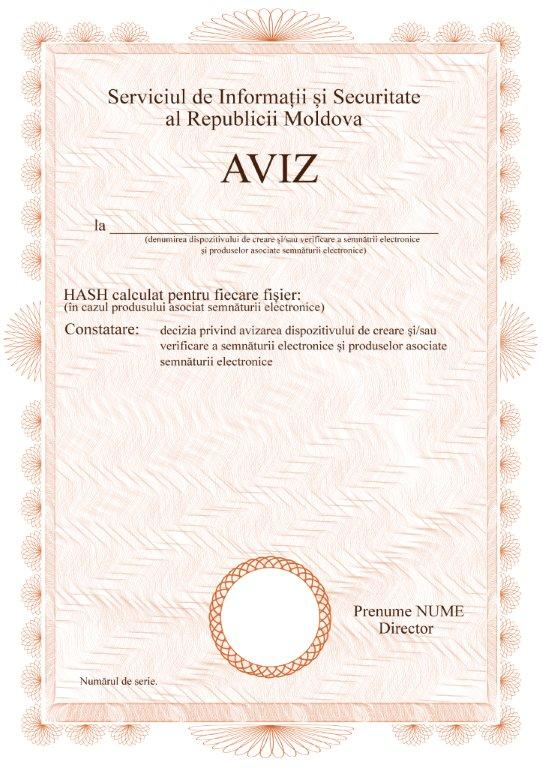 Serviciul de Informații și Securitate
al Republicii Moldova
AVIZ
la
(denumirea dispozitivului de creare și/sau verificare a semnătrii electronice
și produselor asociate semnăturii electronice)
HASH calculat pentru fiecare fișier:
(în cazul produsului asociat semnăturii electronice)
Constatare: decizia privind avizarea dispozitivului de creare și/sau
verificare a semnăturii electronice și produselor asociate
semnăturii electronice
Prenume NUME
Director
Numărul de serie.